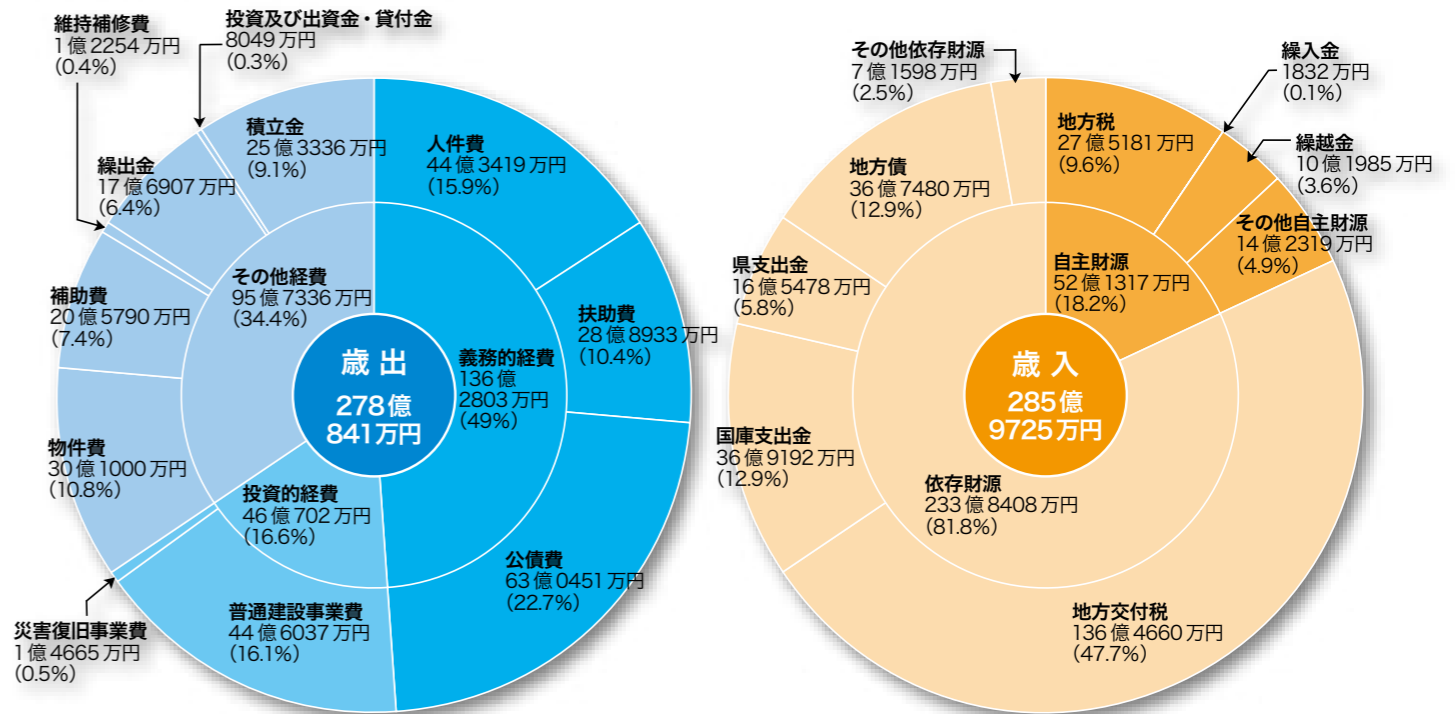 維持補修費
1億2254万円
(0.4%)
投資及び出資金・貸付金
8049万円
(0.3%)
積立金
25億3336万円
(9.1%)
繰出金
17億6907万円
(6.4%)
人件費
44億3419万円
(15.9%)
その他経費
95億7336万円
(34.4%)
補助費
20億5790万円
(7.4%)
扶助費
28億8933万円
(10.4%)
歳出
278億
841万円
義務的経費
136億
2803万円
(49%)
物件費
30億1000万円
(10.8%)
投資的経費
46億702万円
(16.6%)
公債費
63億0451万円
(22.7%)
普通建設事業費
44億6037万円
(16.1%)
災害復旧事業費
1億4665万円
(0.5%)
その他依存財源
7億1598万円
(2.5%)
繰入金
1832万円
(0.1%)
地方税
27億5181万円
(9.6%)
繰越金
10億1985万円
(3.6%)
地方債
36億7480万円
(12.9%)
その他自主財源
14億2319万円
(4.9%)
県支出金
16億5478万円
(5.8%)
自主財源
52億1317万円
(18.2%)
歳入
285億
9725万円
国庫支出金
36億9192万円
(12.9%)
依存財源
233億8408万円
(81.8%)
地方交付税
136億4660万円
(47.7%)